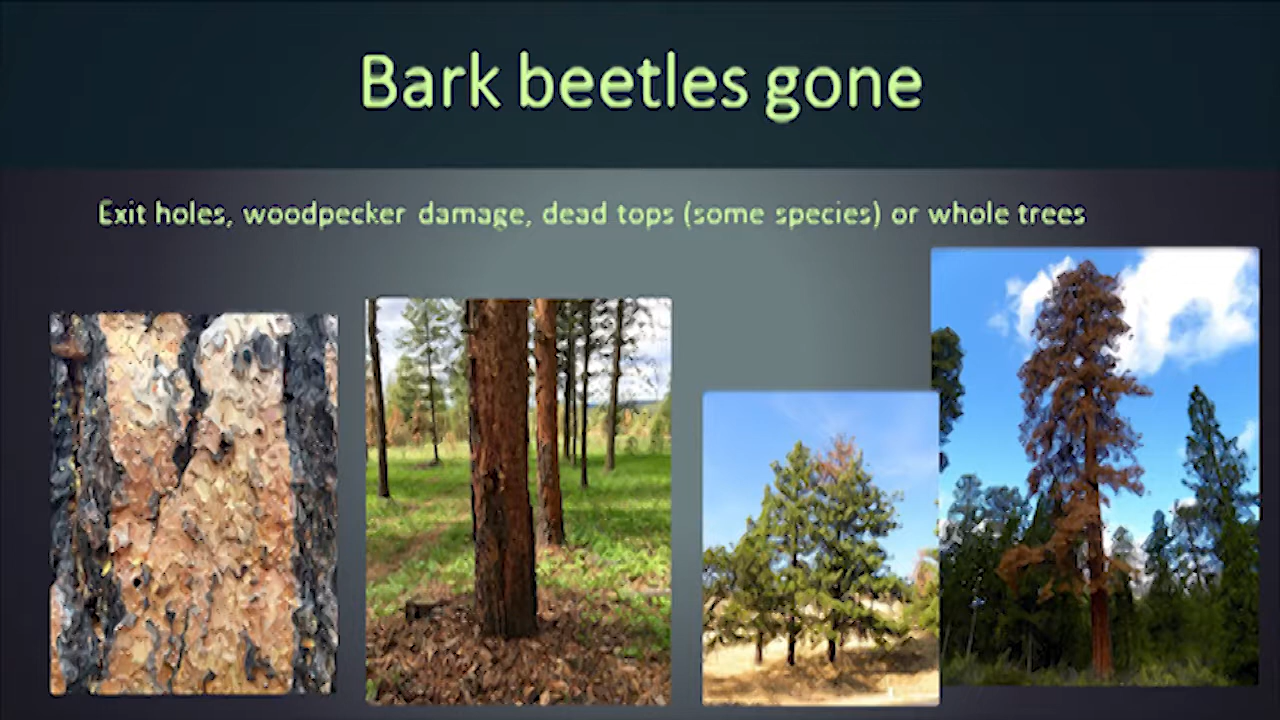 Bark beetles gone
Exit holes, woodpecker damage, dead tops (some species) or whole trees